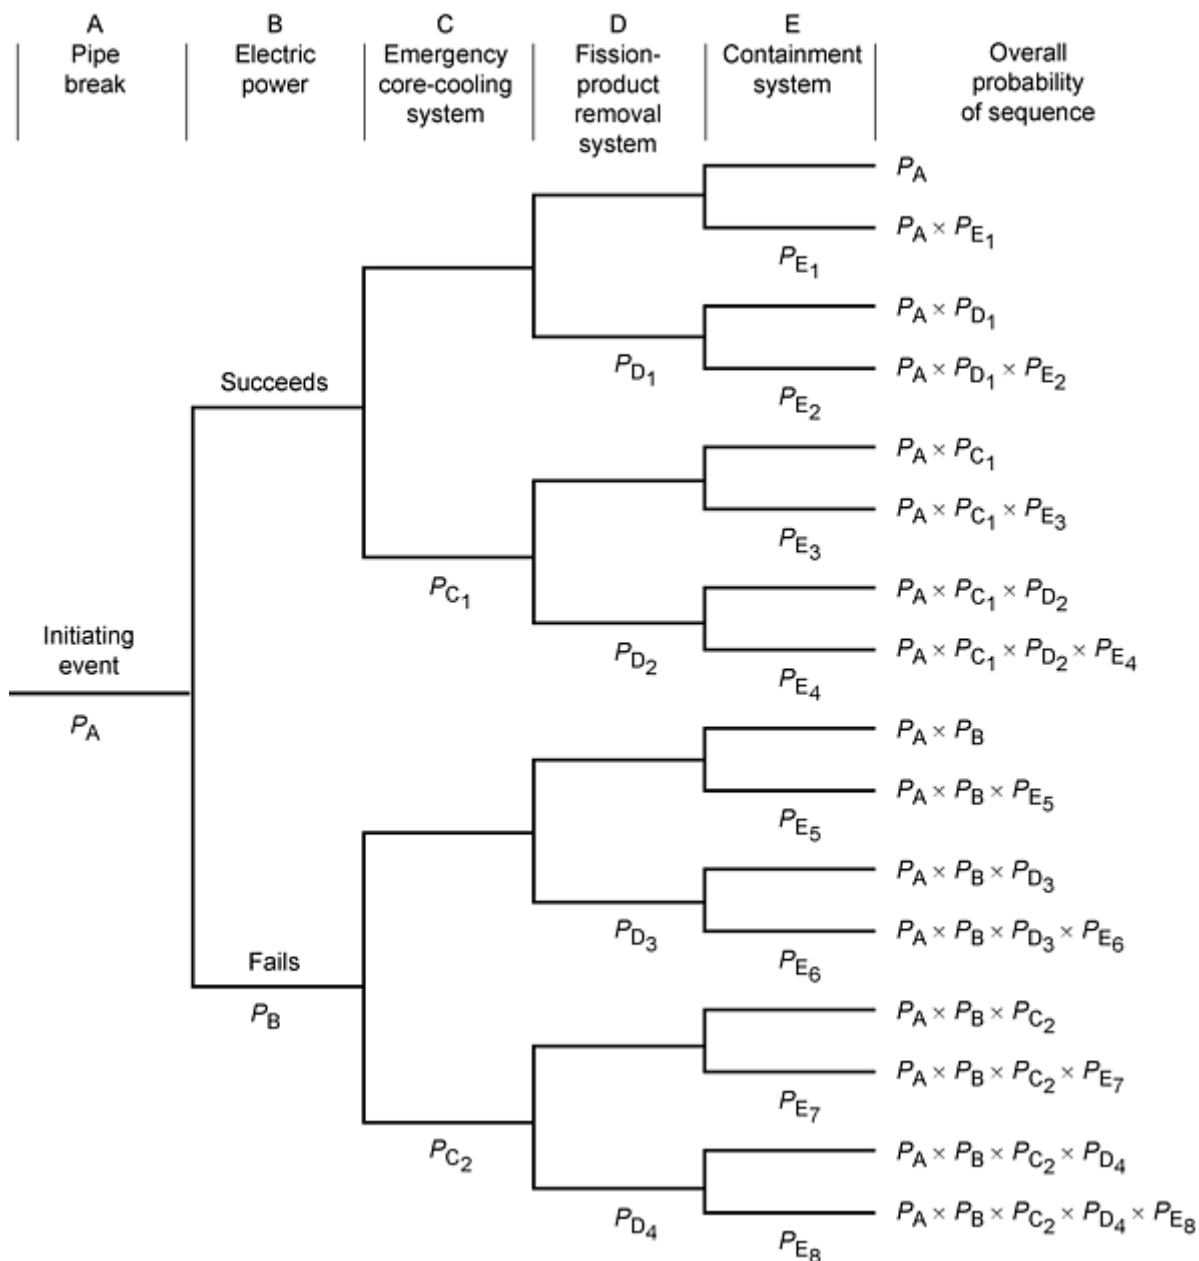 A
Pipe
break
B
Electric
power
C
Emergency
core-cooling
system
D
Fission-
product
removal
system
E
Containment
system
Overall
probability
of sequence
P_A
P_A × P_E1
P_E1
P_A × P_D1
P_D1
P_A × P_D1 × P_E2
Succeeds
P_E2
P_A × P_C1
P_A × P_C1 × P_E3
P_E3
P_C1
P_A × P_C1 × P_D2
Initiating
event
P_D2
P_A × P_C1 × P_D2 × P_E4
P_E4
P_A
P_A × P_B
P_A × P_B × P_E5
P_E5
P_A × P_B × P_D3
P_D3
P_A × P_B × P_D3 × P_E6
Fails
P_E6
P_B
P_A × P_B × P_C2
P_A × P_B × P_C2 × P_E7
P_E7
P_C2
P_A × P_B × P_C2 × P_D4
P_D4
P_A × P_B × P_C2 × P_D4 × P_E8
P_E8